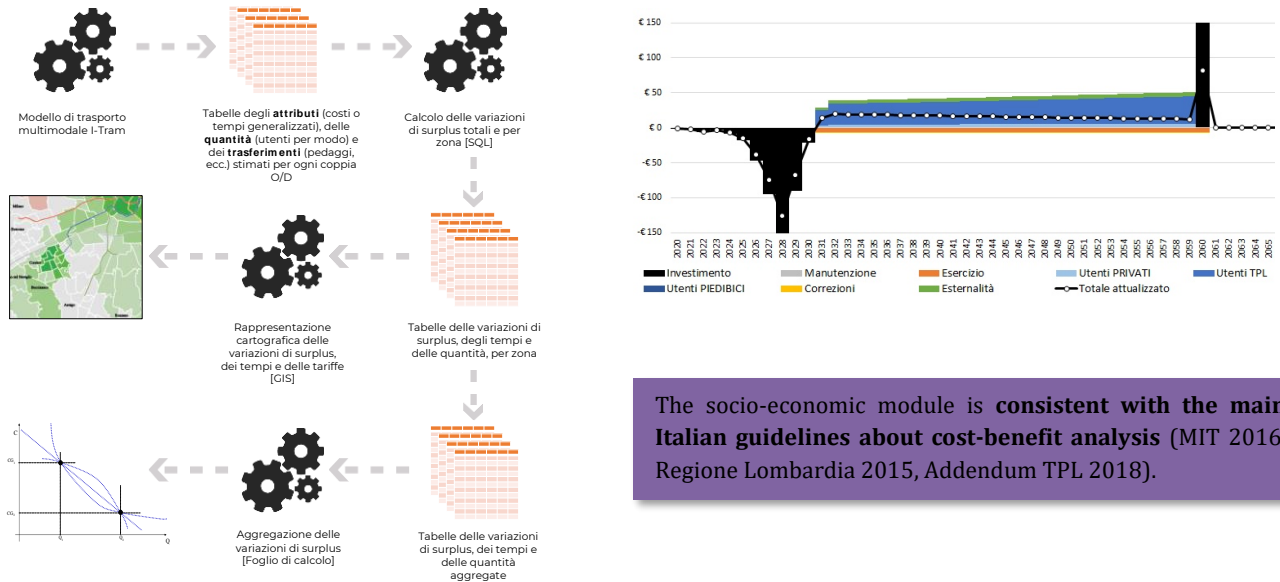 Modello di trasporto
multimodale I-Tram
Tabelle degli attributi (costi o
tempi generalizzati), delle
quantità (utenti per modo) e
dei trasferimenti (pedaggi,
ecc.) stimati per ogni coppia
O/D
Calcolo delle variazioni
di surplus totali e per
zona [SQL]
Rappresentazione
cartografica delle
variazioni di surplus,
dei tempi e delle tariffe
[GIS]
Tabelle delle variazioni di
surplus, degli tempi e
delle quantità, per zona
C
Q
Aggregazione delle
variazioni di surplus
[Foglio di calcolo]
Tabelle delle variazioni
di surplus, dei tempi e
delle quantità
aggregate
€ 150
€ 100
€ 50
€ 0
-€ 50
-€ 100
-€ 150
2020 2021 2022 2023 2024 2025 2026 2027 2028 2029 2030 2031 2032 2033 2034 2035 2036 2037 2038 2039 2040 2041 2042 2043 2044 2045 2046 2047 2048 2049 2050 2051 2052 2053 2054 2055 2056 2057 2058 2059 2060 2061 2062 2063 2064 2065
Investimento Manutenzione Esercizio Utenti PRIVATI Utenti TPL
Utenti PIEDIBICI Correzioni Esternalità Totale attualizzato
The socio-economic module is consistent with the main
Italian guidelines about cost-benefit analysis (MIT 2016
Regione Lombardia 2015, Addendum TPL 2018).